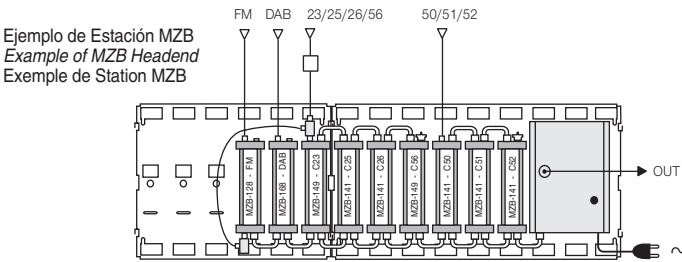 Ejemplo de Estación MZB
Example of MZB Headend
Exemple de Station MZB
FM DAB 23/25/26/56 50/51/52
MZB-128 - FM
MZB-168 - DAB
MZB-149 - C23
MZB-141 - C25
MZB-141 - C26
MZB-149 - C56
MZB-141 - C50
MZB-141 - C51
MZB-141 - C52
OUT